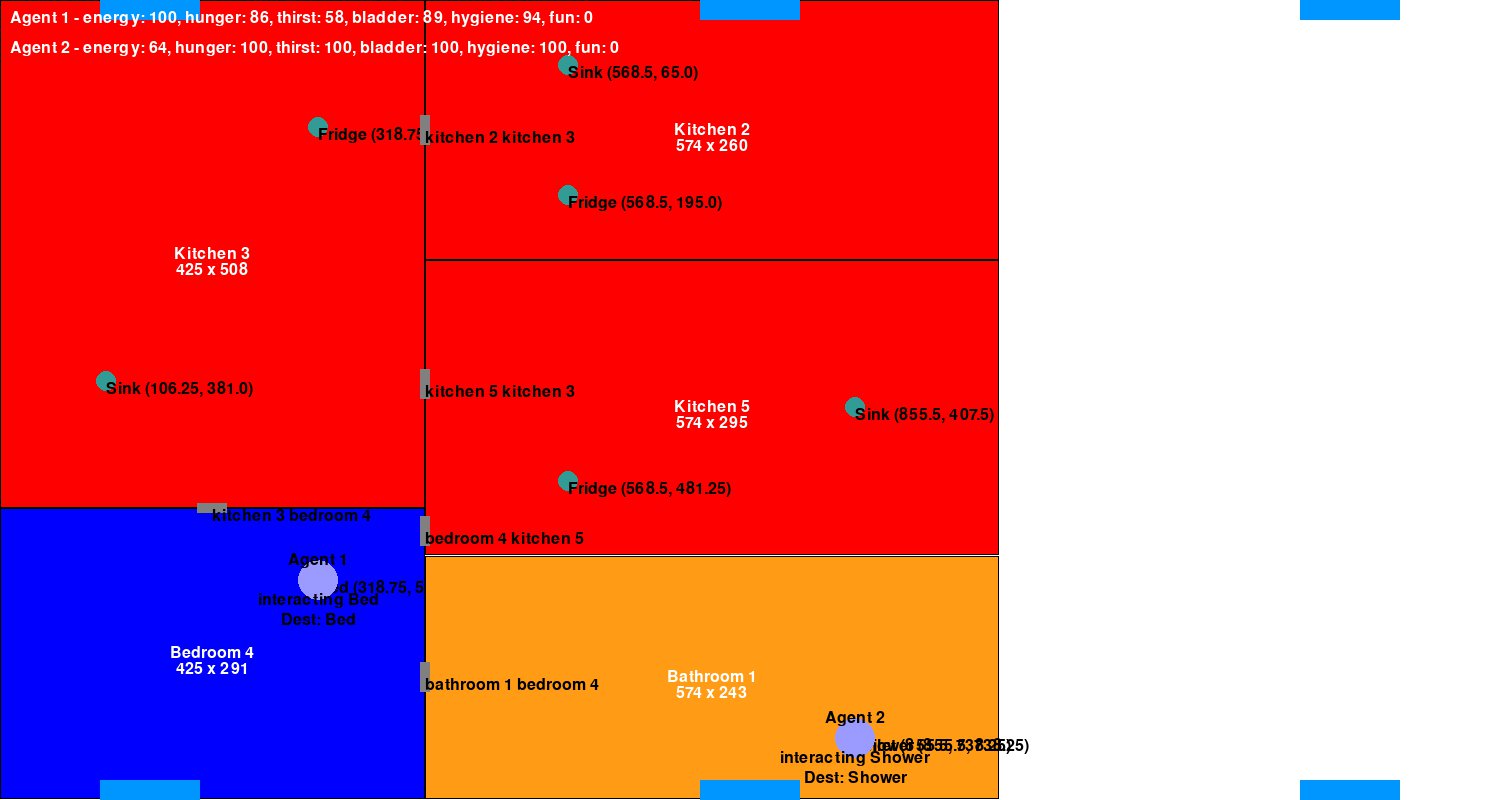 Agent 1 - energy: 100, hunger: 86, thirst: 58, bladder: 89, hygiene: 94, fun: 0
Agent 2 - energy: 64, hunger: 100, thirst: 100, bladder: 100, hygiene: 100, fun: 0
Sink (568.5, 65.0)
Fridge (318.75
kitchen 2 kitchen 3
Kitchen 2
574 x 260
Fridge (568.5, 195.0)
Kitchen 3
425 x 508
Sink (106.25, 381.0)
kitchen 5 kitchen 3
Kitchen 5
574 x 295
Sink (855.5, 407.5)
Fridge (568.5, 481.25)
kitchen 3 bedroom 4
bedroom 4 kitchen 5
Agent 1
(318.75, 5
interacting Bed
Dest: Bed
Bedroom 4
425 x 291
bathroom 1 bedroom 4
Bathroom 1
574 x 243
Agent 2
interacting Shower
Dest: Shower